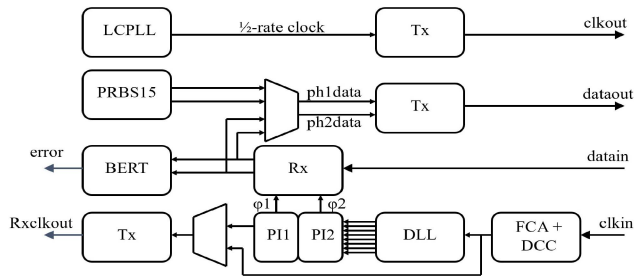 LCPLL ½-rate clock Tx clkout
PRBS15 ph1data Tx dataout
ph2data
error BERT Rx datain
φ1 φ2
Rxclkout Tx PI1 PI2 DLL FCA + clkin
DCC